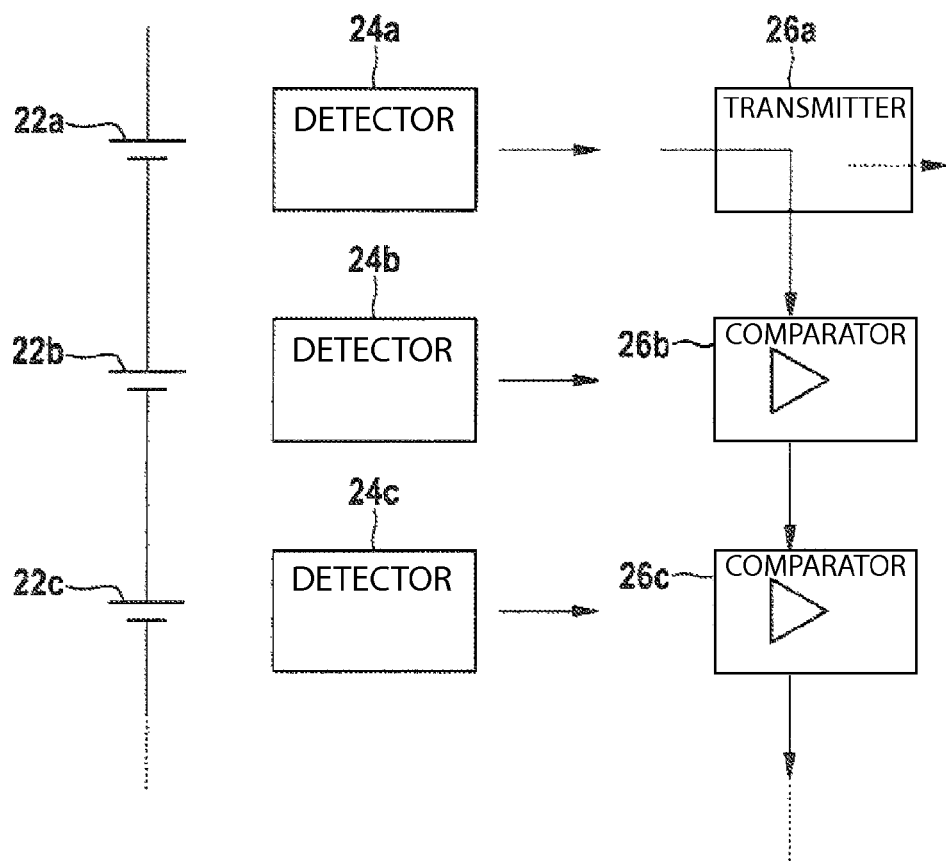 24a
26a
22a
DETECTOR
TRANSMITTER
24b
22b
DETECTOR
26b
COMPARATOR
24c
22c
DETECTOR
26c
COMPARATOR